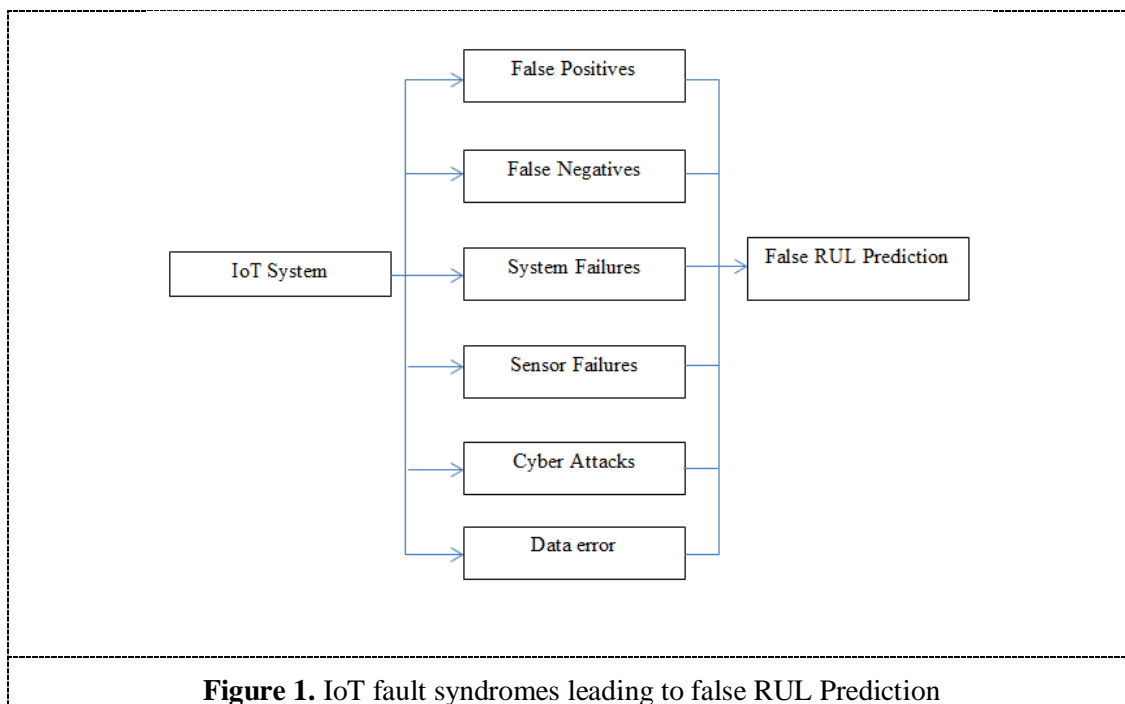 False Positives
False Negatives
IoT System
System Failures
False RUL Prediction
Sensor Failures
Cyber Attacks
Data error
Figure 1. IoT fault syndromes leading to false RUL Prediction